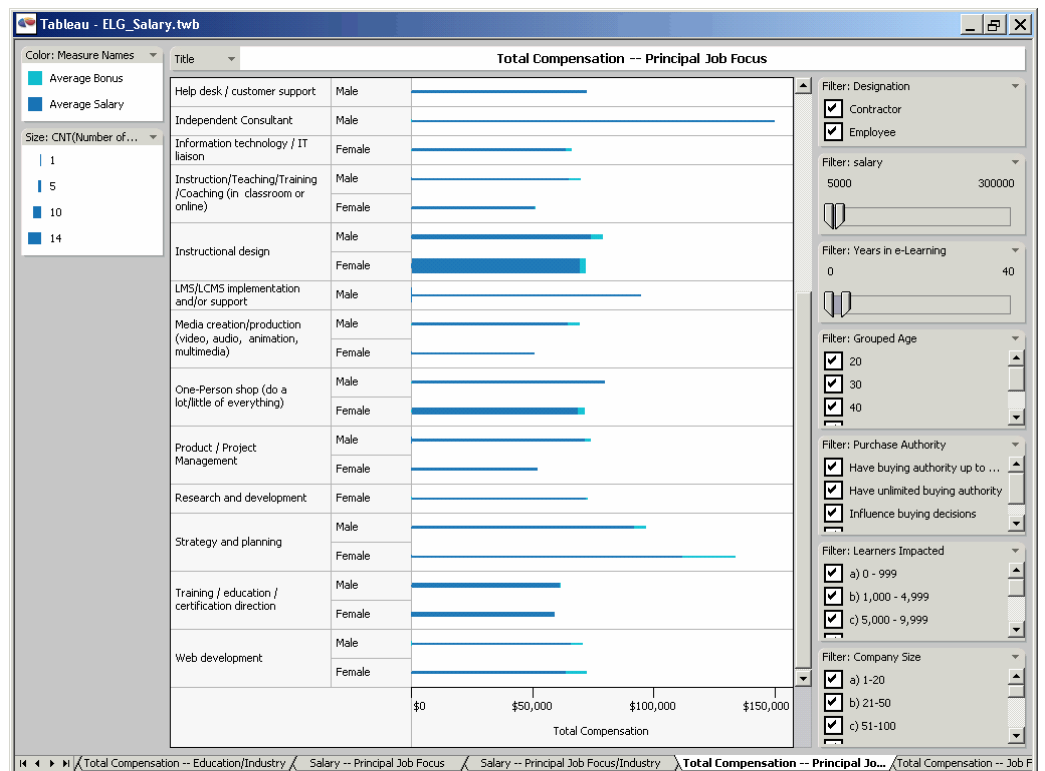 Tableau - ELG_Salary.twb
Color: Measure Names
Average Bonus
Average Salary
Size: CNT(Number of...
1
5
10
14
Title
Total Compensation -- Principal Job Focus
Help desk / customer support
Male
Independent Consultant
Male
Information technology / IT
liaison
Female
Instruction/Teaching/Training
/Coaching (in classroom or
online)
Male
Female
Instructional design
Male
Female
LMS/LCMS implementation
and/or support
Male
Media creation/production
(video, audio, animation,
multimedia)
Male
Female
One-Person shop (do a
lot/little of everything)
Male
Female
Product / Project
Management
Male
Female
Research and development
Female
Strategy and planning
Male
Female
Training / education /
certification direction
Male
Female
Web development
Male
Female
$0
$50,000
$100,000
$150,000
Total Compensation
Filter: Designation
Contractor
Employee
Filter: salary
5000
300000
Filter: Years in e-Learning
0
40
Filter: Grouped Age
20
30
40
Filter: Purchase Authority
Have buying authority up to ...
Have unlimited buying authority
Influence buying decisions
Filter: Learners Impacted
a) 0 - 999
b) 1,000 - 4,999
c) 5,000 - 9,999
Filter: Company Size
a) 1-20
b) 21-50
c) 51-100
Total Compensation -- Education/Industry
Salary -- Principal Job Focus
Salary -- Principal Job Focus/Industry
Total Compensation -- Principal Jo...
Total Compensation -- Job F